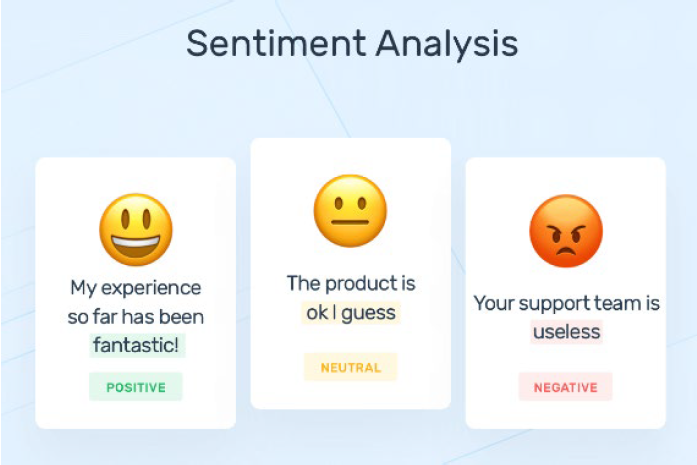 Sentiment Analysis
My experience
so far has been
fantastic!
POSITIVE
The product is
ok I guess
NEUTRAL
Your support team is
useless
NEGATIVE